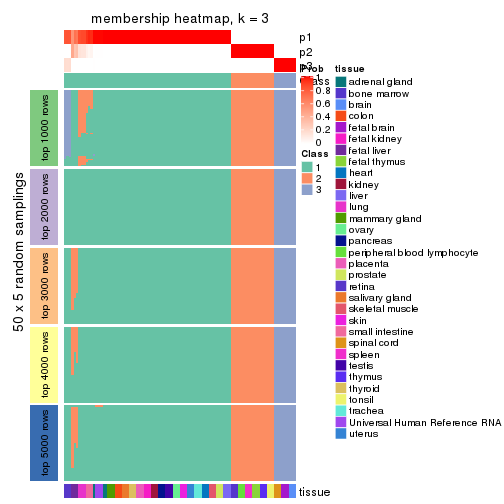 membership heatmap, k = 3
p1
p2
p3
Prob
Class
1
0.8
0.6
0.4
0.2
0
Class
1
2
3
50 x 5 random samplings
top 1000 rows
top 2000 rows
top 3000 rows
top 4000 rows
top 5000 rows
tissue
tissue
adrenal gland
bone marrow
brain
colon
fetal brain
fetal kidney
fetal liver
fetal thymus
heart
kidney
liver
lung
mammary gland
ovary
pancreas
peripheral blood lymphocyte
placenta
prostate
retina
salivary gland
skeletal muscle
skin
small intestine
spinal cord
spleen
testis
thymus
thyroid
tonsil
trachea
Universal Human Reference RNA
uterus